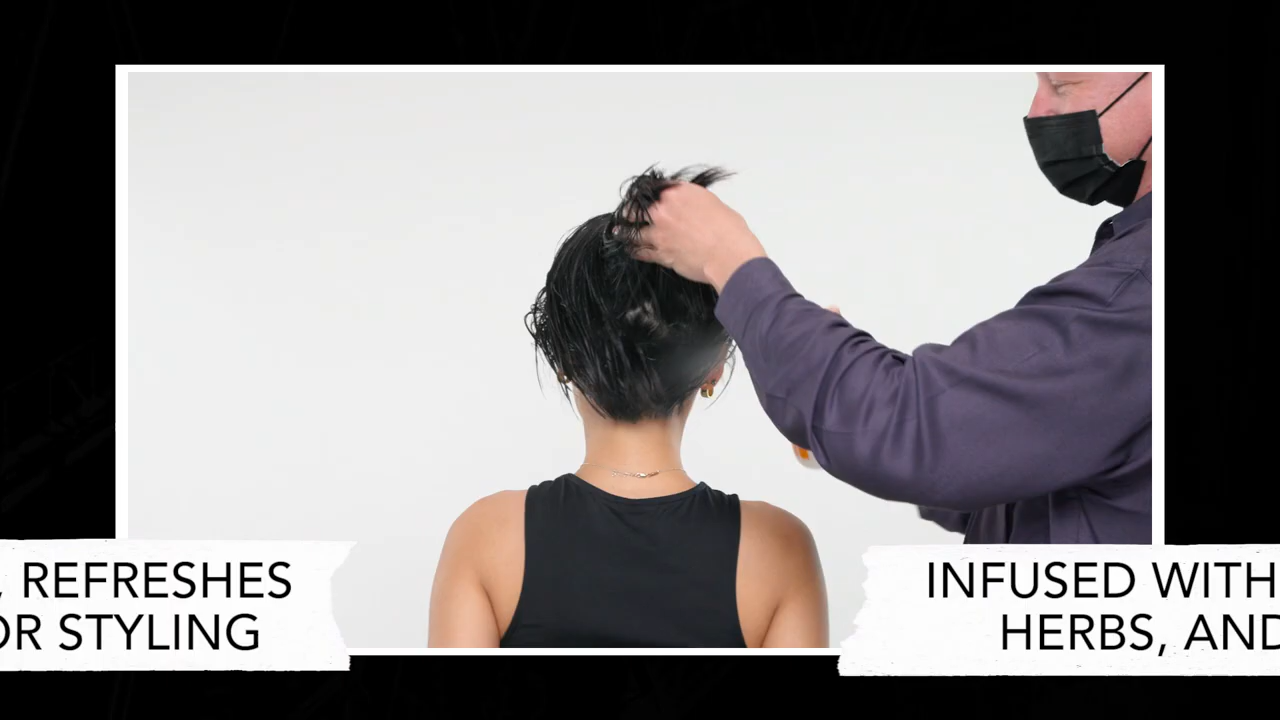 , REFRESHES
OR STYLING
INFUSED WITH
HERBS, AND